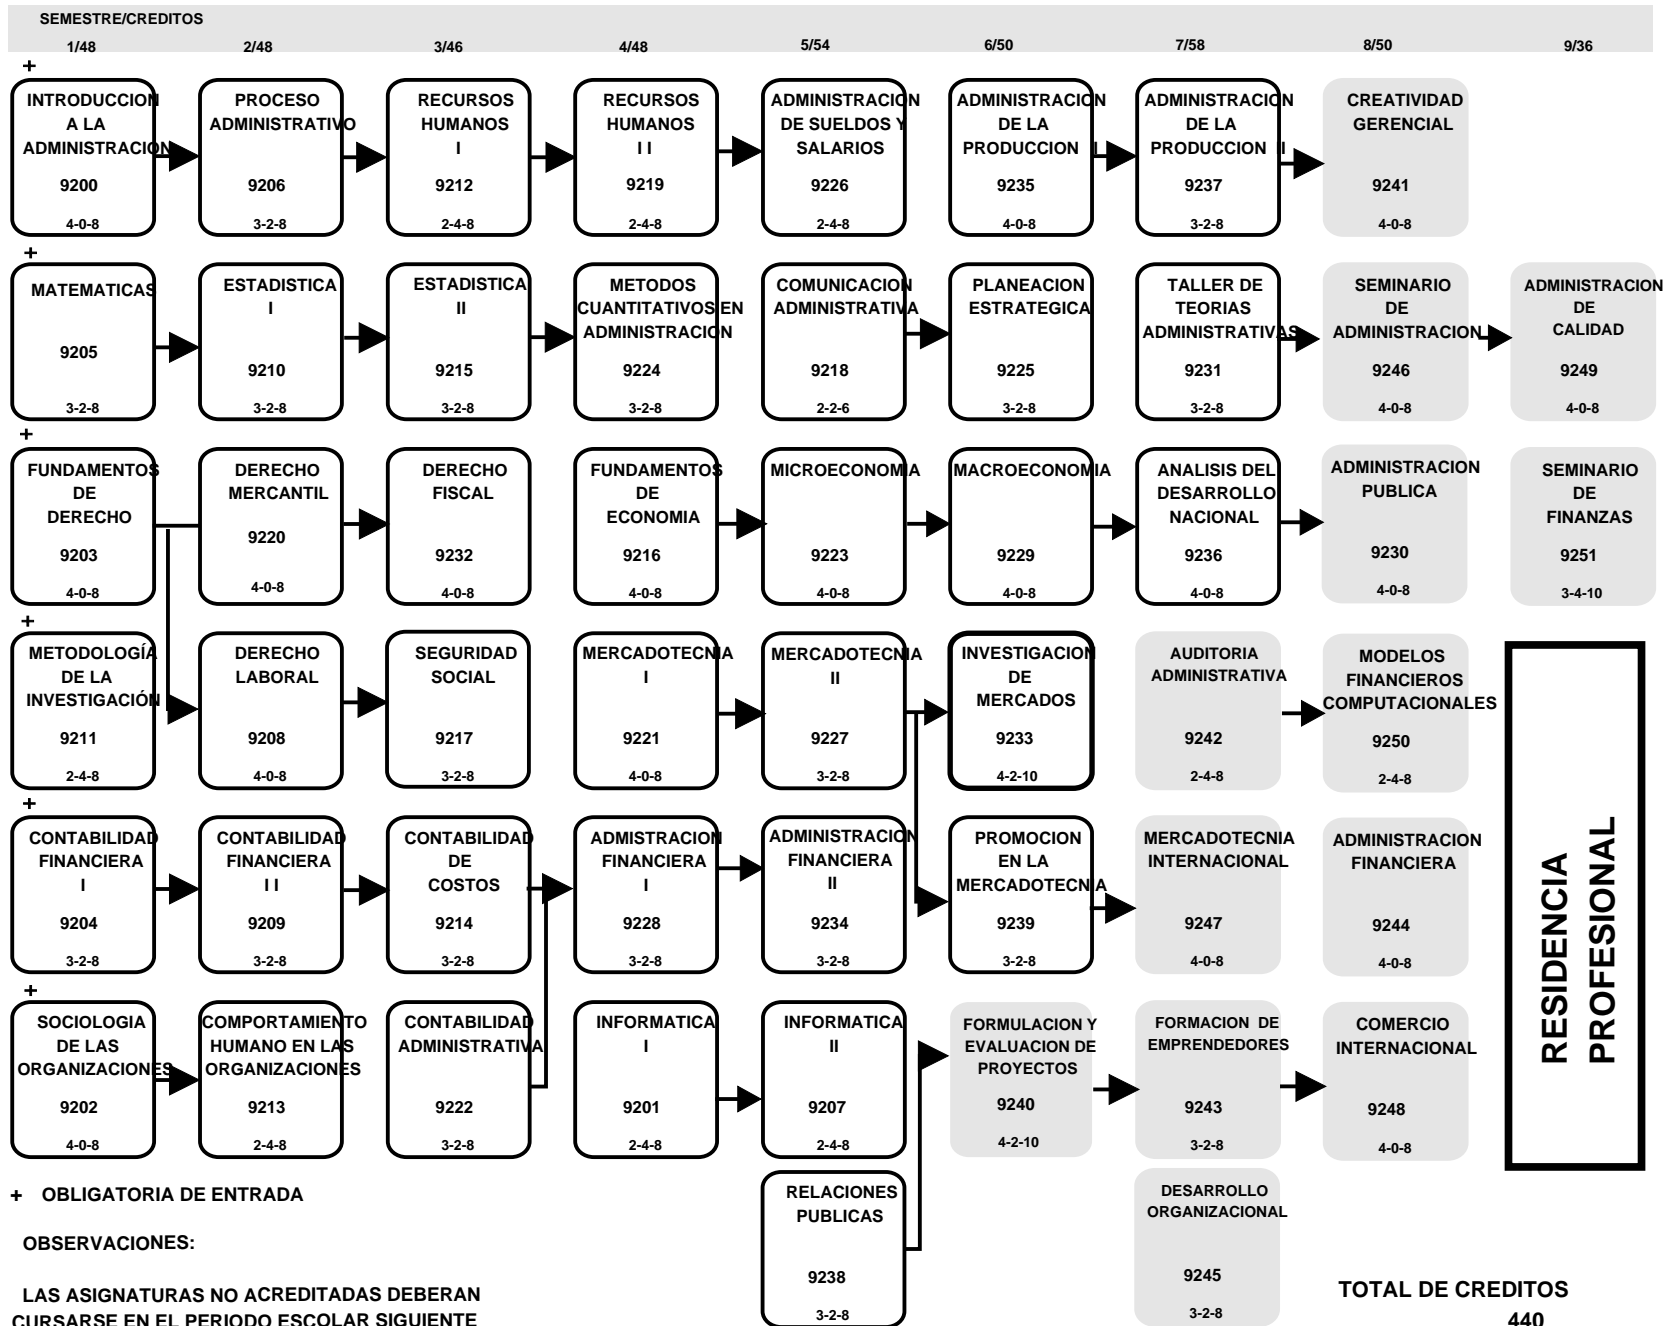 SEMESTRE/CREDITOS
1/48 2/48 3/46 4/48 5/54 6/50 7/58 8/50 9/36
+
INTRODUCCION
A LA
ADMINISTRACION
9200
4-0-8
PROCESO
ADMINISTRATIVO
9206
3-2-8
RECURSOS
HUMANOS
I
9212
2-4-8
RECURSOS
HUMANOS
I I
9219
2-4-8
ADMINISTRACION
DE SUELDOS Y
SALARIOS
9226
2-4-8
ADMINISTRACION
DE LA
PRODUCCION I
9235
4-0-8
ADMINISTRACION
DE LA
PRODUCCION II
9237
3-2-8
CREATIVIDAD
GERENCIAL
9241
4-0-8
+
MATEMATICAS
9205
3-2-8
ESTADISTICA
I
9210
3-2-8
ESTADISTICA
II
9215
3-2-8
METODOS
CUANTITATIVOS EN
ADMINISTRACION
9224
3-2-8
COMUNICACION
ADMINISTRATIVA
9218
2-2-6
PLANEACION
ESTRATEGICA
9225
3-2-8
TALLER DE
TEORIAS
ADMINISTRATIVAS
9231
3-2-8
SEMINARIO
DE
ADMINISTRACION
9246
4-0-8
ADMINISTRACION
DE
CALIDAD
9249
4-0-8
+
FUNDAMENTOS
DE
DERECHO
9203
4-0-8
DERECHO
MERCANTIL
9220
4-0-8
DERECHO
FISCAL
9232
4-0-8
FUNDAMENTOS
DE
ECONOMIA
9216
4-0-8
MICROECONOMIA
9223
4-0-8
MACROECONOMIA
9229
4-0-8
ANALISIS DEL
DESARROLLO
NACIONAL
9236
4-0-8
ADMINISTRACION
PUBLICA
9230
4-0-8
SEMINARIO
DE
FINANZAS
9251
3-4-10
+
METODOLOGÍA
DE LA
INVESTIGACIÓN
9211
2-4-8
DERECHO
LABORAL
9208
4-0-8
SEGURIDAD
SOCIAL
9217
3-2-8
MERCADOTECNIA
I
9221
4-0-8
MERCADOTECNIA
II
9227
3-2-8
INVESTIGACION
DE
MERCADOS
9233
4-2-10
AUDITORIA
ADMINISTRATIVA
9242
2-4-8
MODELOS
FINANCIEROS
COMPUTACIONALES
9250
2-4-8
+
CONTABILIDAD
FINANCIERA
I
9204
3-2-8
CONTABILIDAD
FINANCIERA
I I
9209
3-2-8
CONTABILIDAD
DE
COSTOS
9214
3-2-8
ADMISTRACION
FINANCIERA
I
9228
3-2-8
ADMINISTRACION
FINANCIERA
II
9234
3-2-8
PROMOCION
EN LA
MERCADOTECNIA
9239
3-2-8
MERCADOTECNIA
INTERNACIONAL
9247
4-0-8
ADMINISTRACION
FINANCIERA
9244
4-0-8
RESIDENCIA
PROFESIONAL
+
SOCIOLOGIA
DE LAS
ORGANIZACIONES
9202
4-0-8
COMPORTAMIENTO
HUMANO EN LAS
ORGANIZACIONES
9213
2-4-8
CONTABILIDAD
ADMINISTRATIVA
9222
3-2-8
INFORMATICA
I
9201
2-4-8
INFORMATICA
II
9207
2-4-8
FORMULACION Y
EVALUACION DE
PROYECTOS
9240
4-2-10
FORMACION DE
EMPRENDEDORES
9243
3-2-8
COMERCIO
INTERNACIONAL
9248
4-0-8
RELACIONES
PUBLICAS
9238
3-2-8
DESARROLLO
ORGANIZACIONAL
9245
3-2-8
+ OBLIGATORIA DE ENTRADA
OBSERVACIONES:
LAS ASIGNATURAS NO ACREDITADAS DEBERAN
CURSARSE EN EL PERIODO ESCOLAR SIGUIENTE
TOTAL DE CREDITOS
440